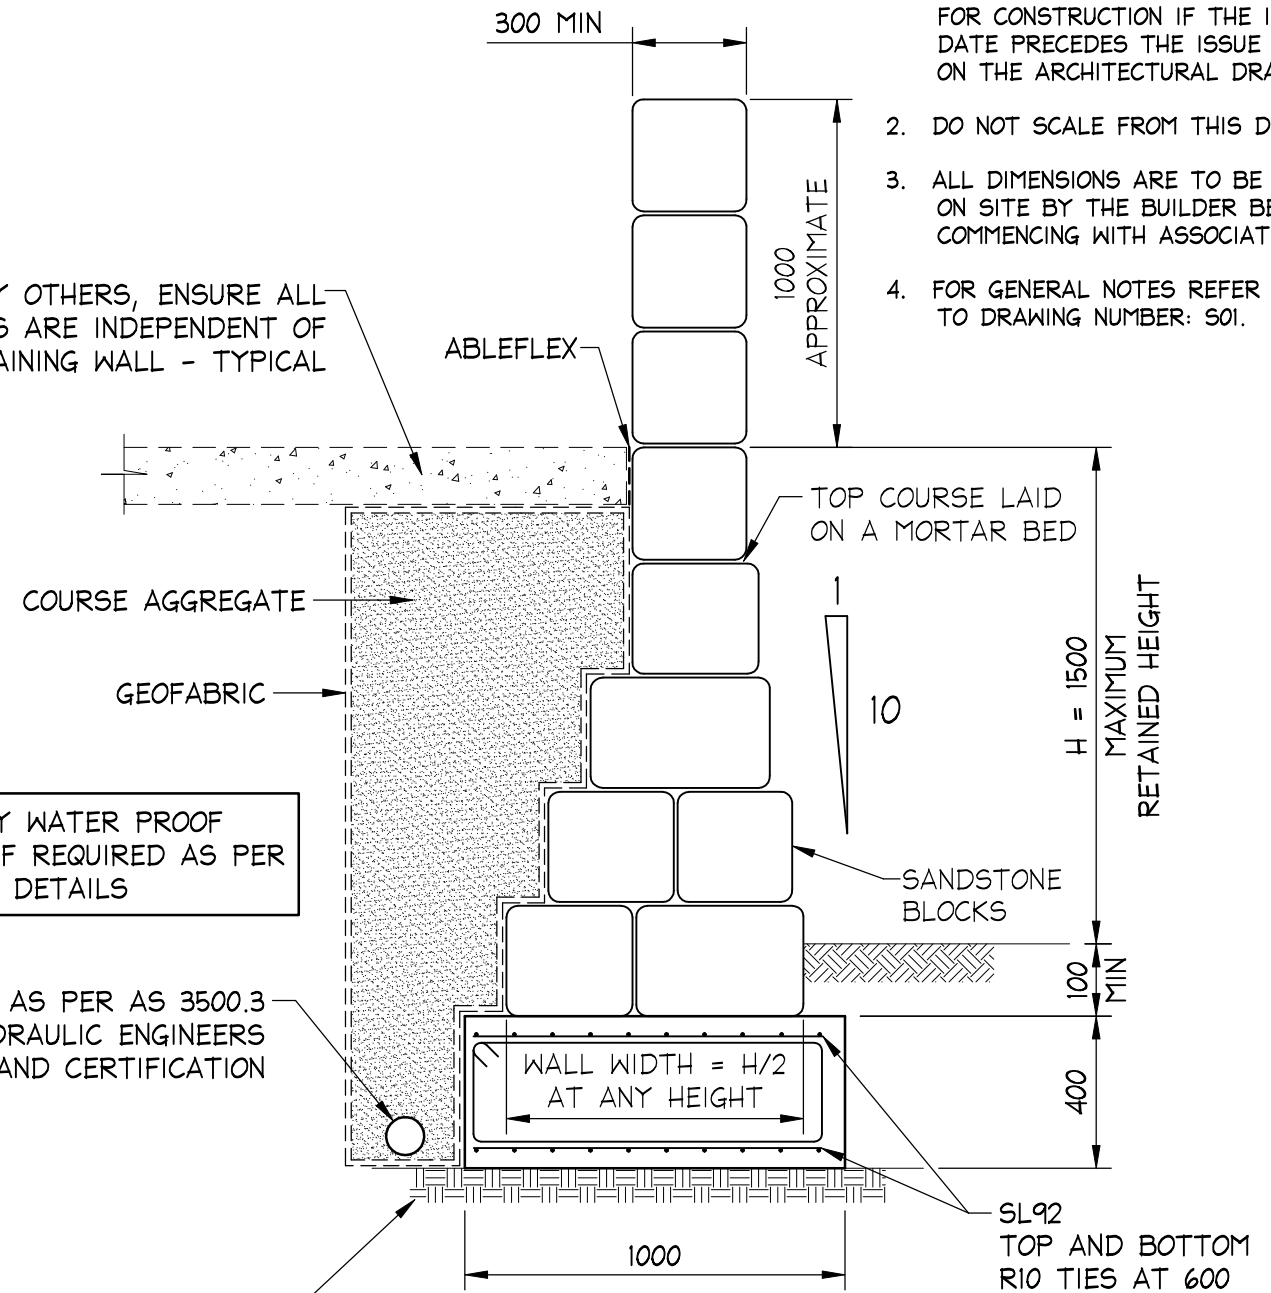 300 MIN
FOR CONSTRUCTION IF THE
DATE PRECEDES THE ISSUE
ON THE ARCHITECTURAL
2. DO NOT SCALE FROM THIS
3. ALL DIMENSIONS ARE TO BE
ON SITE BY THE BUILDER
COMMENCING WITH
4. FOR GENERAL NOTES REFER
TO DRAWING NUMBER: S01.
1000
APPROXIMATE
OTHERS, ENSURE ALL
ARE INDEPENDENT OF
WALL - TYPICAL
ABLEFLEX
TOP COURSE LAID
ON A MORTAR BED
COURSE AGGREGATE
1
10
GEOFABRIC
H = 1500
MAXIMUM
RETAINED HEIGHT
WATER PROOF
REQUIRED AS PER
DETAILS
SANDSTONE
BLOCKS
100
MIN
AS PER AS 3500.3
ENGINEERS
AND CERTIFICATION
WALL WIDTH = H/2
AT ANY HEIGHT
400
1000
SL92
TOP AND BOTTOM
R10 TIES AT 600